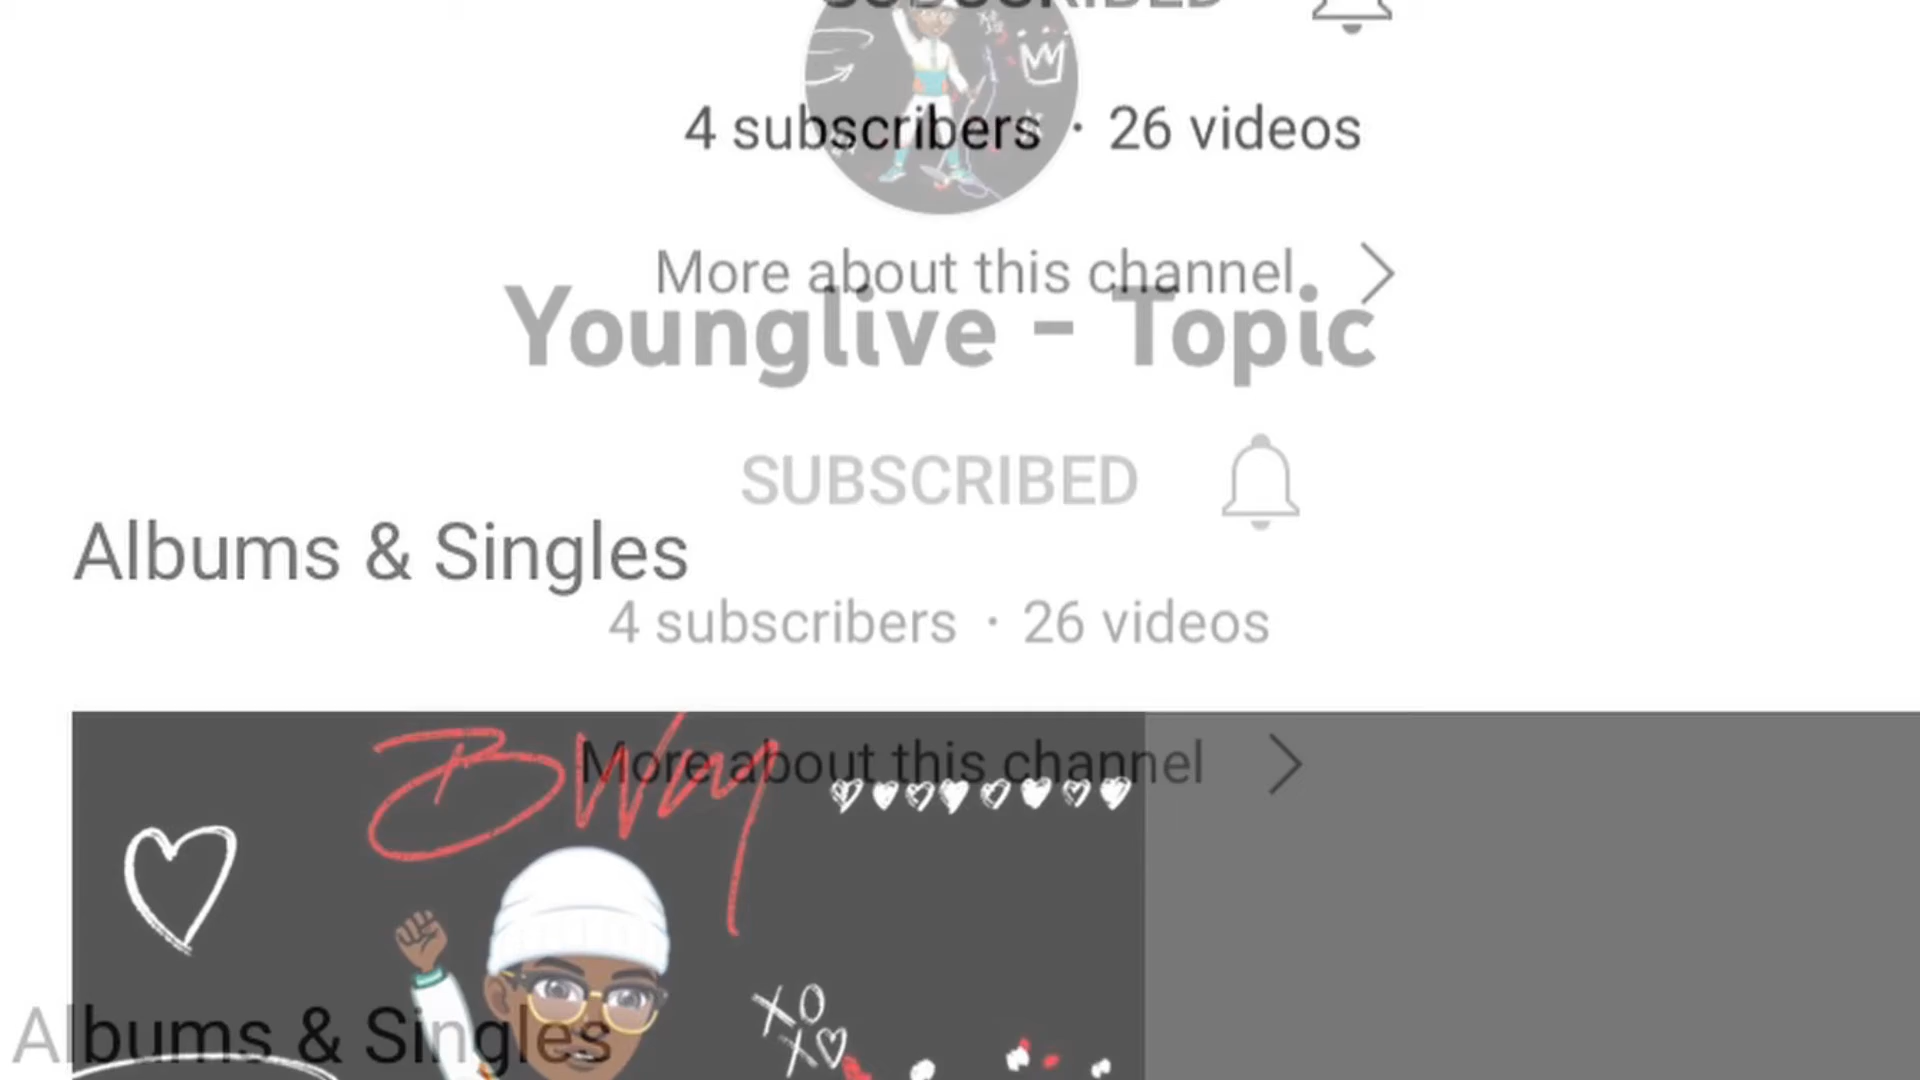 SUBSCRIBED
4 subscribers · 26 videos
More about this channel
Younglive - Topic
SUBSCRIBED
Albums & Singles
4 subscribers · 26 videos
BWay
More about this channel
XO
X
Albums & Singles